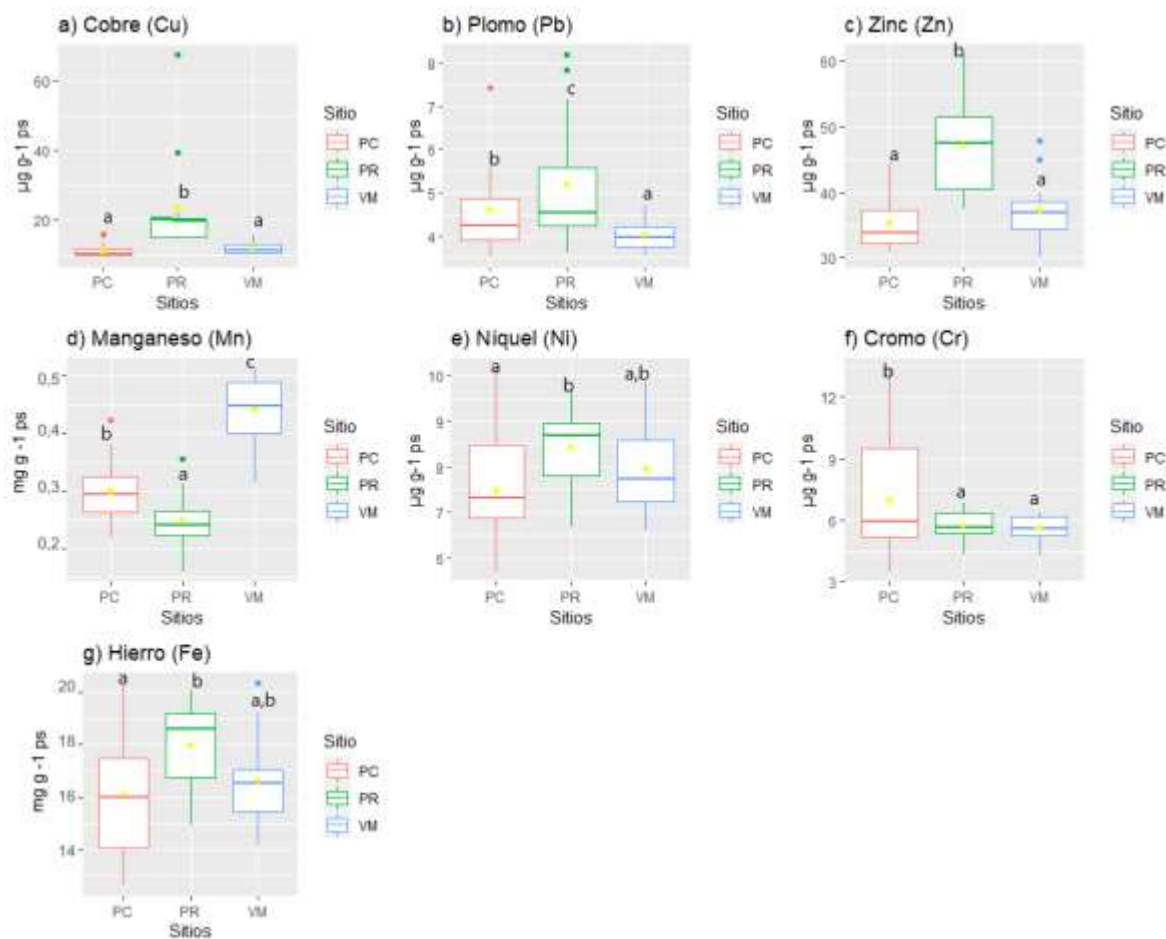 a) Cobre (Cu)
µg g-1 ps
60
40
20
a
b
a
PC
PR
VM
Sitios
Sitio
PC
PR
VM
b) Plomo (Pb)
µg g-1 ps
8
7
6
5
4
b
c
a
PC
PR
VM
Sitios
Sitio
PC
PR
VM
c) Zinc (Zn)
µg g-1 ps
60
50
40
30
a
b
a
PC
PR
VM
Sitios
Sitio
PC
PR
VM
d) Manganeso (Mn)
mg g -1 ps
0,5
0,4
0,3
0,2
b
a
c
PC
PR
VM
Sitios
Sitio
PC
PR
VM
e) Níquel (Ni)
µg g-1 ps
10
9
8
7
6
a
b
a,b
PC
PR
VM
Sitios
Sitio
PC
PR
VM
f) Cromo (Cr)
µg g-1 ps
12
9
6
3
b
a
a
PC
PR
VM
Sitios
Sitio
PC
PR
VM
g) Hierro (Fe)
mg g -1 ps
20
18
16
14
a
b
a,b
PC
PR
VM
Sitios
Sitio
PC
PR
VM